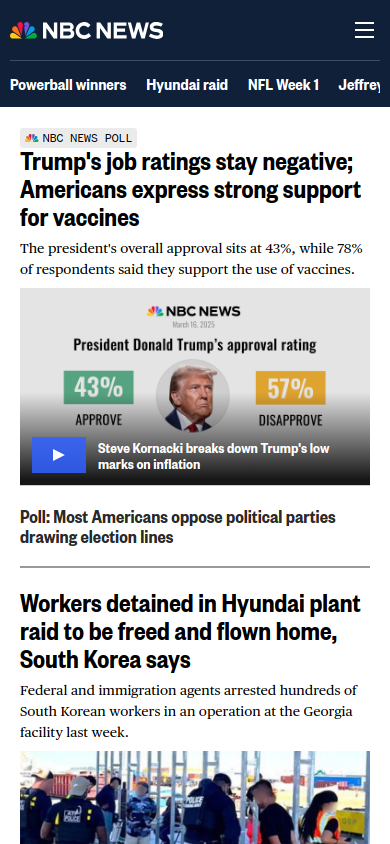 NBC NEWS
Powerball winners Hyundai raid NFL Week 1 Jeffrey
NBC NEWS POLL
Trump's job ratings stay negative;
Americans express strong support
for vaccines
The president's overall approval sits at 43%, while 78%
of respondents said they support the use of vaccines.
NBC NEWS
March 16, 2025
President Donald Trump's approval rating
43% 57%
APPROVE DISAPPROVE
Steve Kornacki breaks down Trump's low
marks on inflation
Poll: Most Americans oppose political parties
drawing election lines
Workers detained in Hyundai plant
raid to be freed and flown home,
South Korea says
Federal and immigration agents arrested hundreds of
South Korean workers in an operation at the Georgia
facility last week.
POLICE